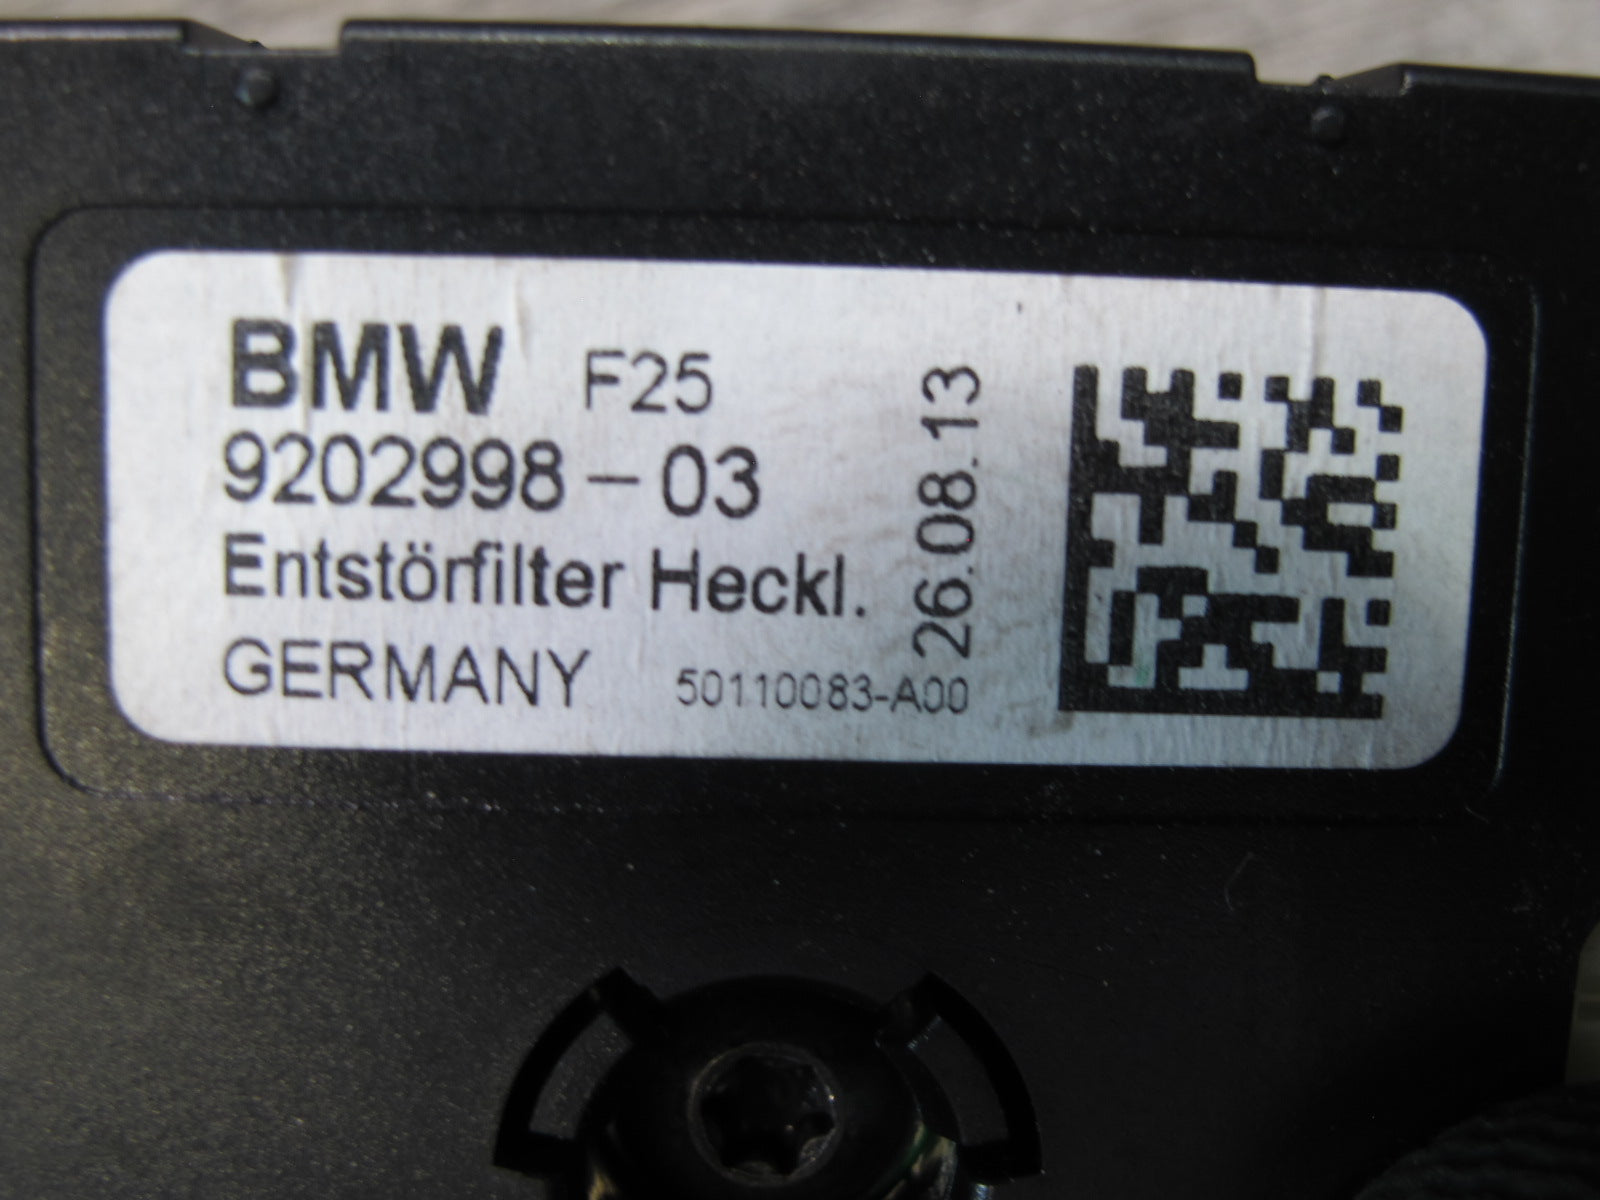 BMW F25
9202998-03
Entstörfilter Heckl.
GERMANY 50110083-A00
26.08.13